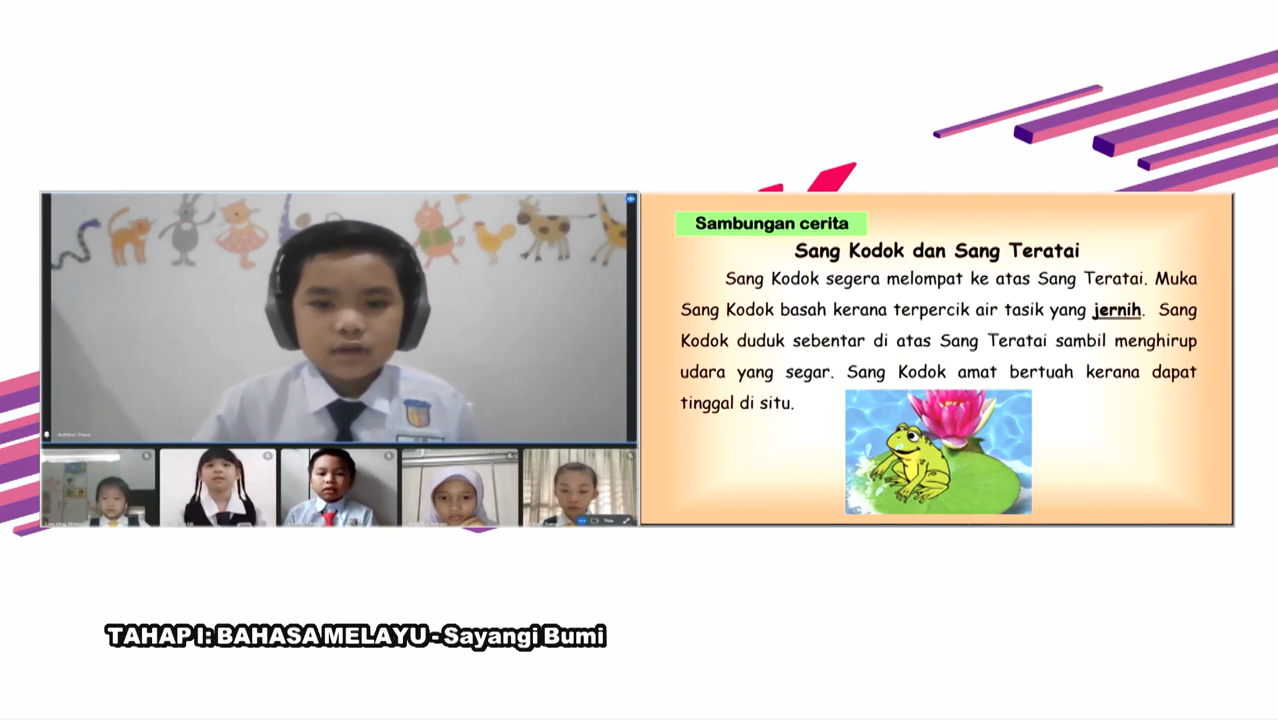 Sambungan cerita
Sang Kodok dan Sang Teratai
Sang Kodok segera melompat ke atas Sang Teratai. Muka
Sang Kodok basah kerana terpercik air tasik yang jernih. Sang
Kodok duduk sebentar di atas Sang Teratai sambil menghirup
udara yang segar. Sang Kodok amat bertuah kerana dapat
tinggal di situ.
TAHAP I: BAHASA MELAYU - Sayangi Bumi